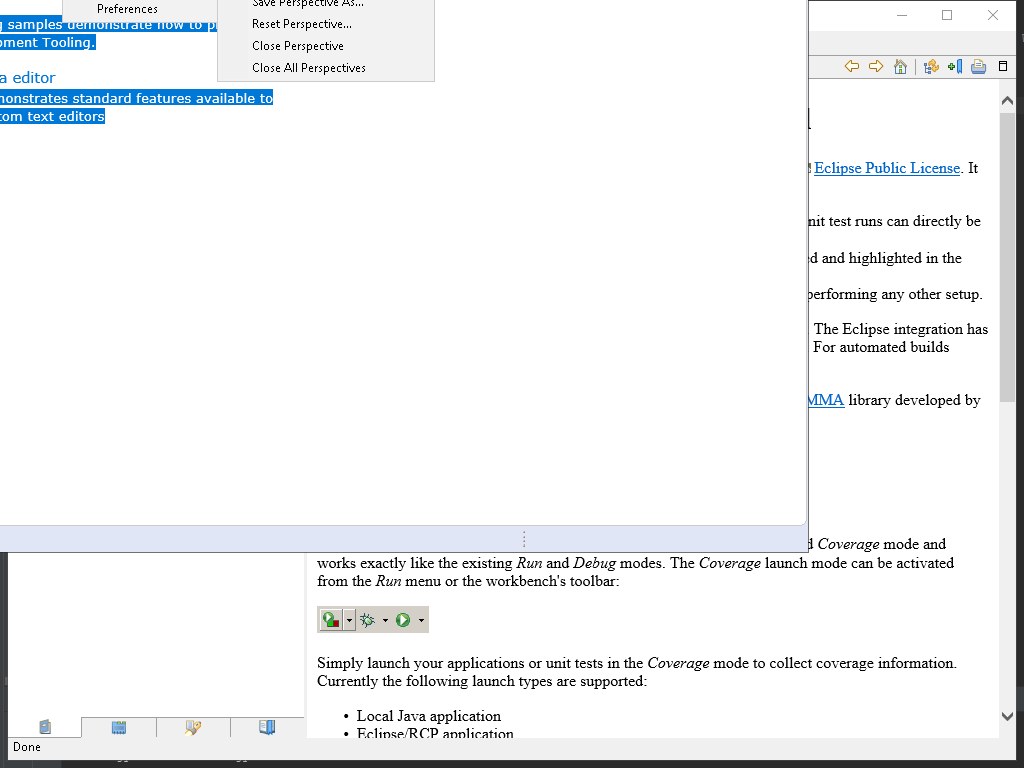 Preferences
Save Perspective As...
Reset Perspective...
Close Perspective
Close All Perspectives
samples demonstrate how to
ment Tooling.
a editor
monstrates standard features available to
tom text editors
Eclipse Public License. It
nit test runs can directly be
d and highlighted in the
performing any other setup.
The Eclipse integration has
For automated builds
MMA library developed by
Coverage mode and
works exactly like the existing Run and Debug modes. The Coverage launch mode can be activated
from the Run menu or the workbench's toolbar:
Simply launch your applications or unit tests in the Coverage mode to collect coverage information.
Currently the following launch types are supported:
• Local Java application
• Eclipse/RCP application
Done